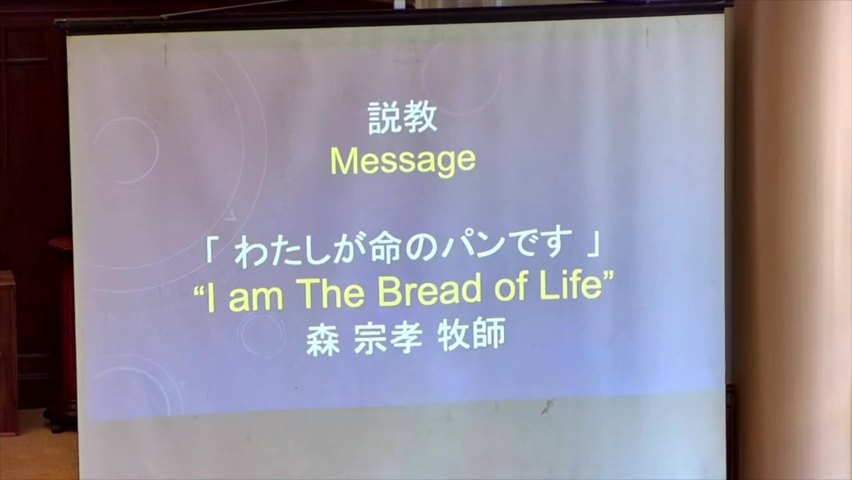 説教
Message
「 わたしが命のパンです 」
“I am The Bread of Life”
森 宗孝 牧師